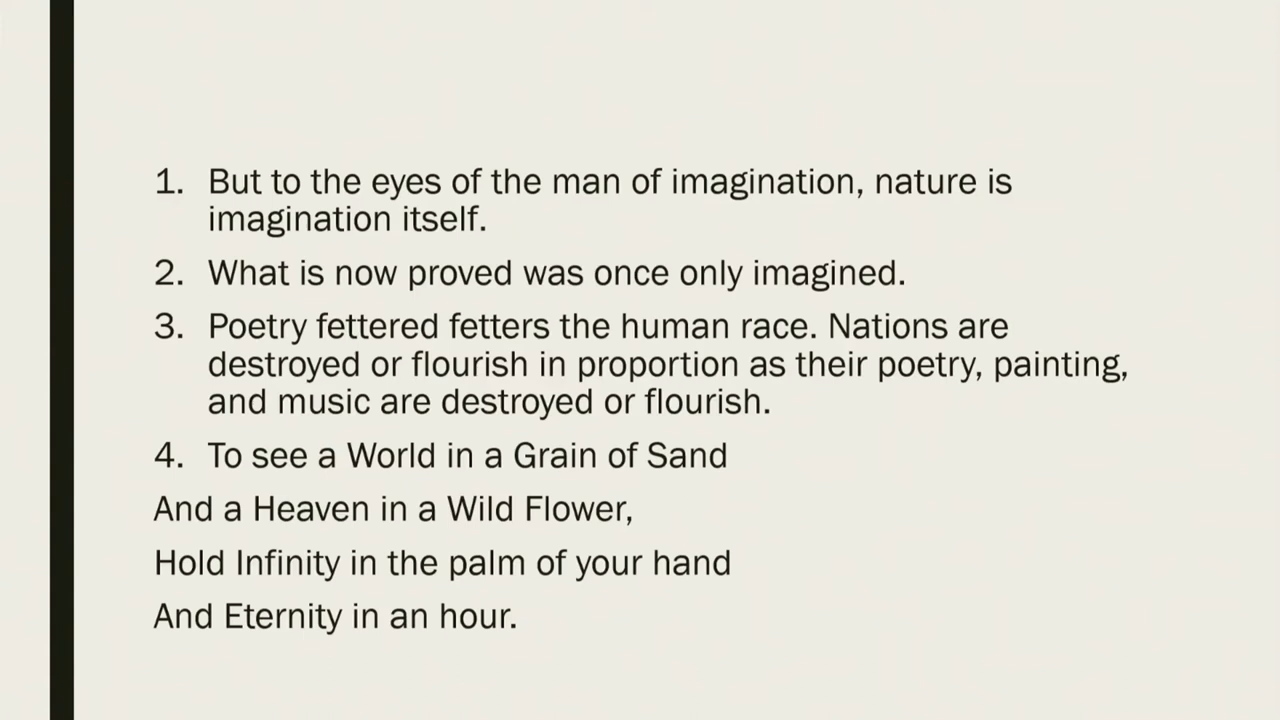 1. But to the eyes of the man of imagination, nature is
imagination itself.
2. What is now proved was once only imagined.
3. Poetry fettered fetters the human race. Nations are
destroyed or flourish in proportion as their poetry, painting,
and music are destroyed or flourish.
4. To see a World in a Grain of Sand
And a Heaven in a Wild Flower,
Hold Infinity in the palm of your hand
And Eternity in an hour.